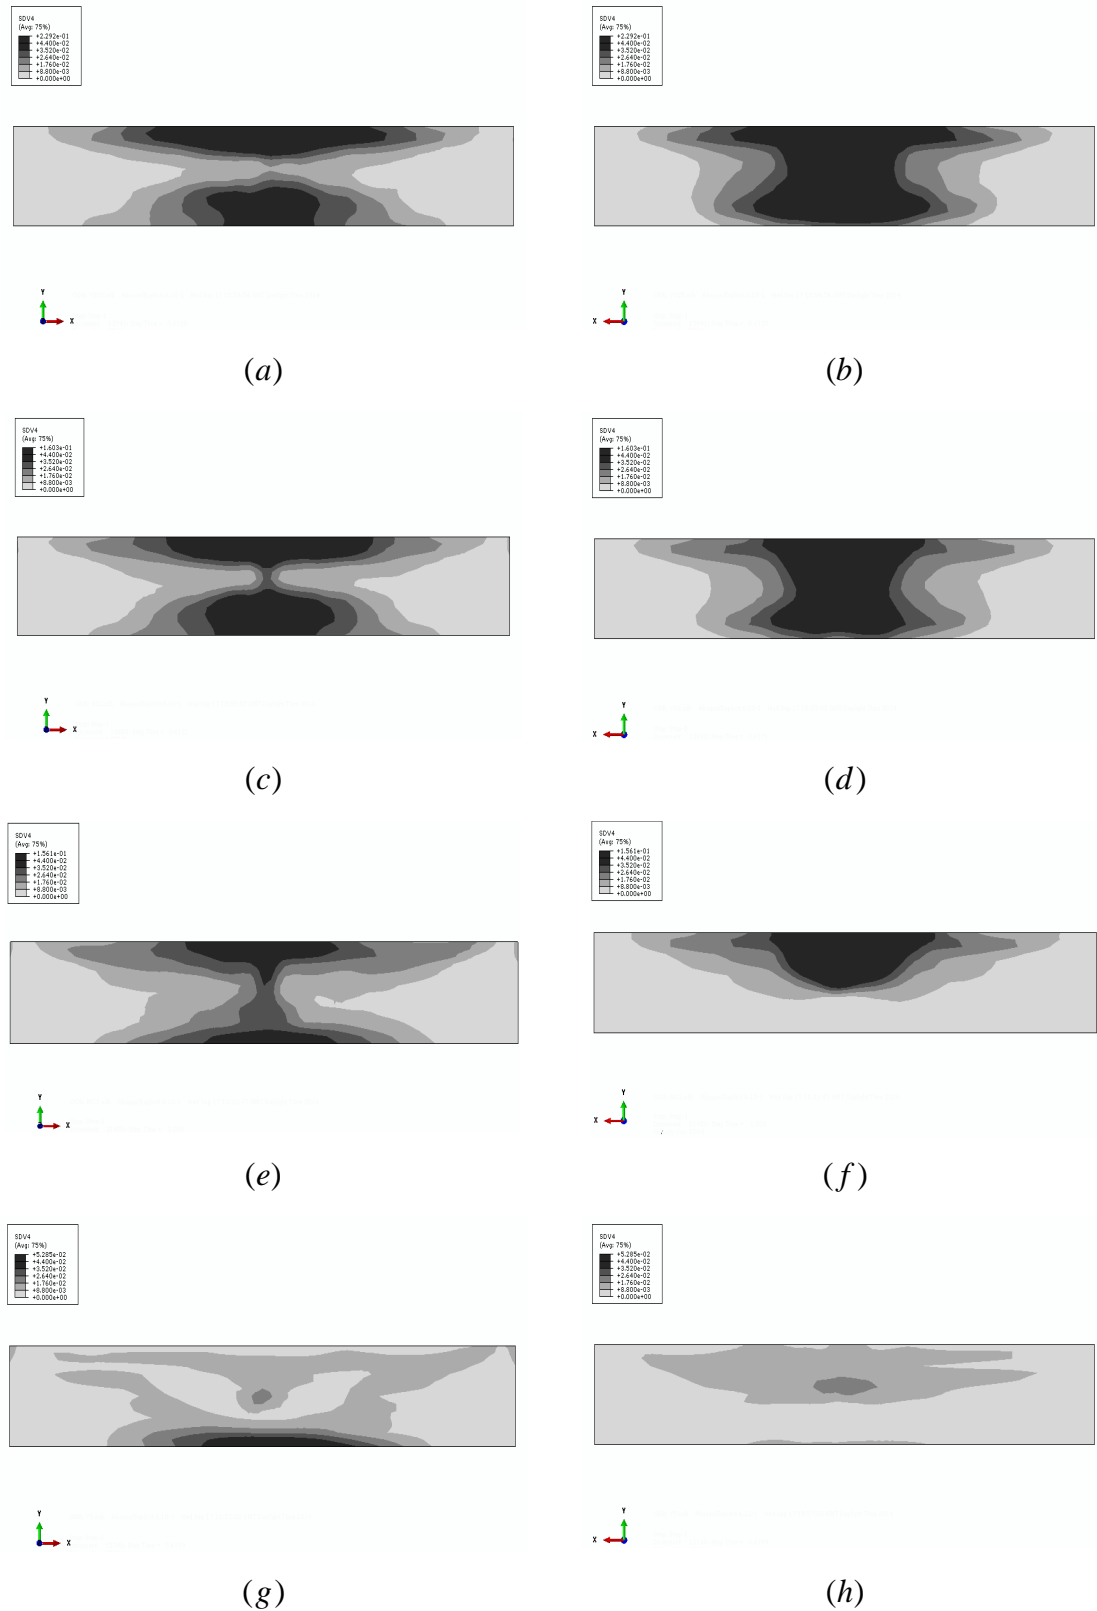 SDV4
(Avg: 75%)
+2.292e-01
+4.400e-02
+3.520e-02
+2.640e-02
+1.760e-02
+8.800e-03
+0.000e+00
Y
X
(a)
SDV4
(Avg: 75%)
+2.292e-01
+4.400e-02
+3.520e-02
+2.640e-02
+1.760e-02
+8.800e-03
+0.000e+00
Y
X
(b)
SDV4
(Avg: 75%)
+1.603e-01
+4.400e-02
+3.520e-02
+2.640e-02
+1.760e-02
+8.800e-03
+0.000e+00
Y
X
(c)
SDV4
(Avg: 75%)
+1.603e-01
+4.400e-02
+3.520e-02
+2.640e-02
+1.760e-02
+8.800e-03
+0.000e+00
Y
X
(d)
SDV4
(Avg: 75%)
+1.561e-01
+4.400e-02
+3.520e-02
+2.640e-02
+1.760e-02
+8.800e-03
+0.000e+00
Y
X
(e)
SDV4
(Avg: 75%)
+1.561e-01
+4.400e-02
+3.520e-02
+2.640e-02
+1.760e-02
+8.800e-03
+0.000e+00
Y
X
(f)
SDV4
(Avg: 75%)
+5.285e-02
+4.400e-02
+3.520e-02
+2.640e-02
+1.760e-02
+8.800e-03
+0.000e+00
Y
X
(g)
SDV4
(Avg: 75%)
+5.285e-02
+4.400e-02
+3.520e-02
+2.640e-02
+1.760e-02
+8.800e-03
+0.000e+00
Y
X
(h)